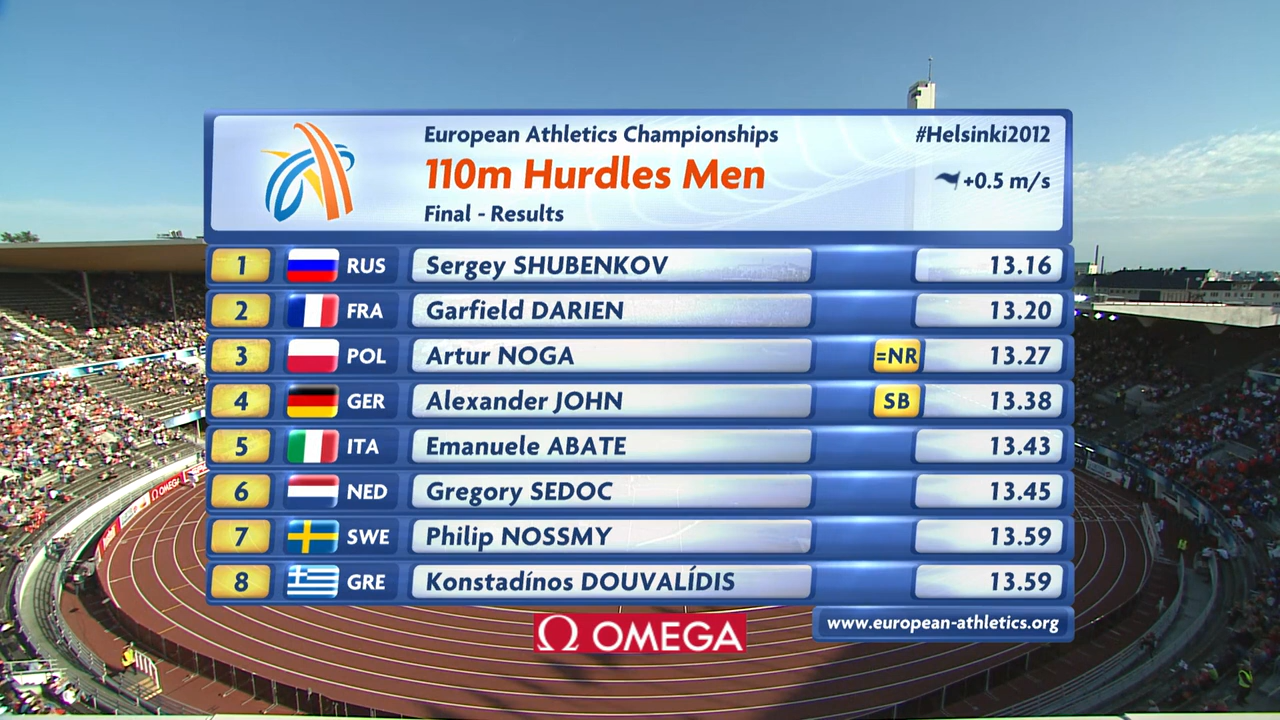 European Athletics Championships #Helsinki2012
110m Hurdles Men +0.5 m/s
Final - Results
1 RUS Sergey SHUBENKOV 13.16
2 FRA Garfield DARIEN 13.20
3 POL Artur NOGA =NR 13.27
4 GER Alexander JOHN SB 13.38
5 ITA Emanuele ABATE 13.43
6 NED Gregory SEDOC 13.45
7 SWE Philip NOSSMY 13.59
8 GRE Konstadínos DOUVALÍDIS 13.59
Ω OMEGA
www.european-athletics.org
Ω OMEGA